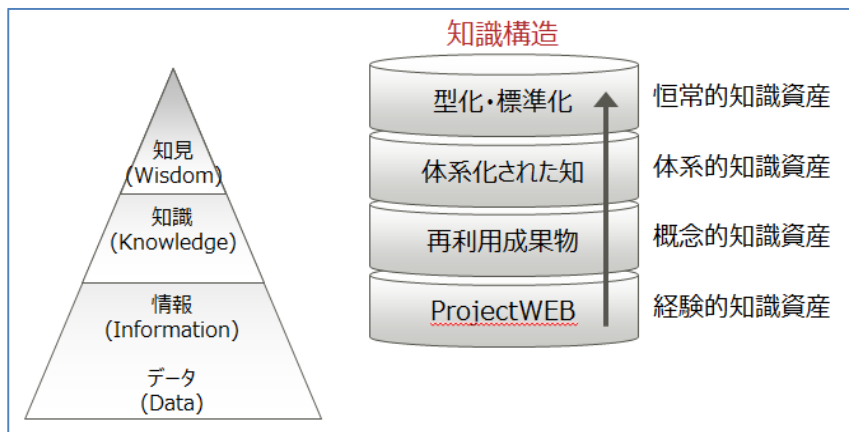 知識構造
知見
(Wisdom)
知識
(Knowledge)
情報
(Information)
データ
(Data)
型化・標準化
恒常的知識資産
体系化された知
体系的知識資産
再利用成果物
概念的知識資産
ProjectWEB
経験的知識資産